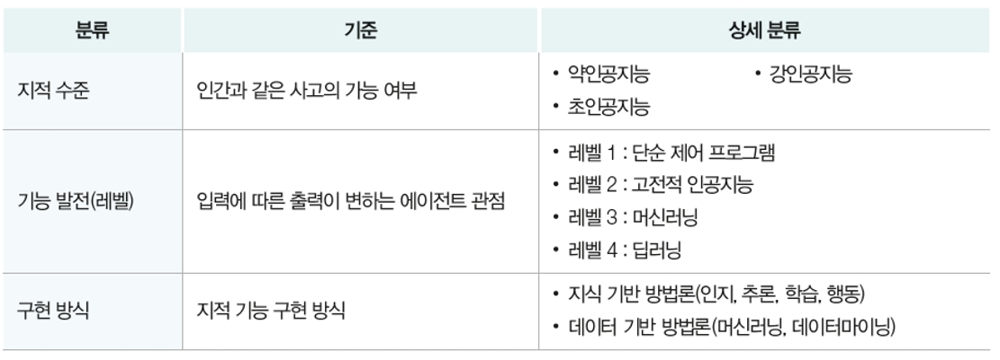 분류 기준 상세 분류
지적 수준 인간과 같은 사고의 가능 여부
• 약인공지능 • 강인공지능
• 초인공지능
기능 발전(레벨) 입력에 따른 출력이 변하는 에이전트 관점
• 레벨 1 : 단순 제어 프로그램
• 레벨 2 : 고전적 인공지능
• 레벨 3 : 머신러닝
• 레벨 4 : 딥러닝
구현 방식 지적 기능 구현 방식
• 지식 기반 방법론(인지, 추론, 학습, 행동)
• 데이터 기반 방법론(머신러닝, 데이터마이닝)